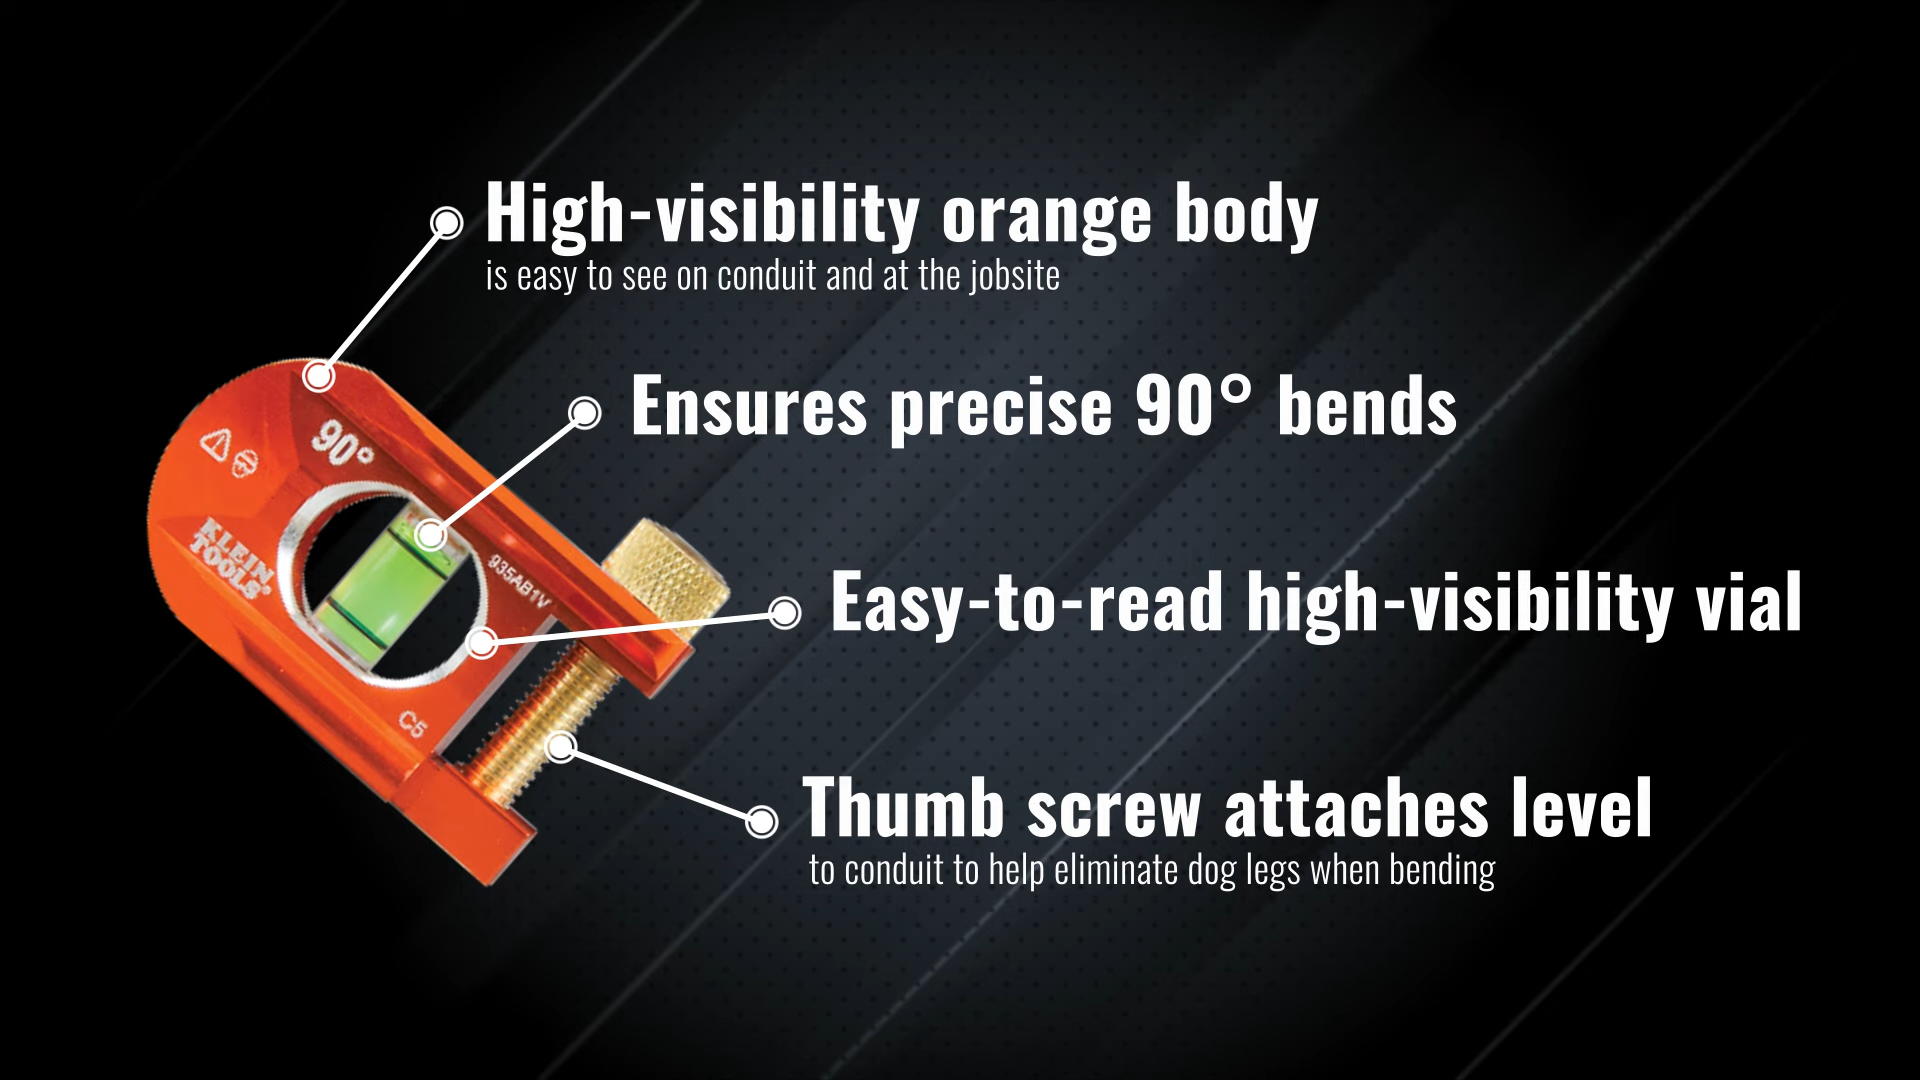 High-visibility orange body
is easy to see on conduit and at the jobsite
Ensures precise 90° bends
90°
KLEIN
TOOLS®
935AB1V
Easy-to-read high-visibility vial
C5
Thumb screw attaches level
to conduit to help eliminate dog legs when bending